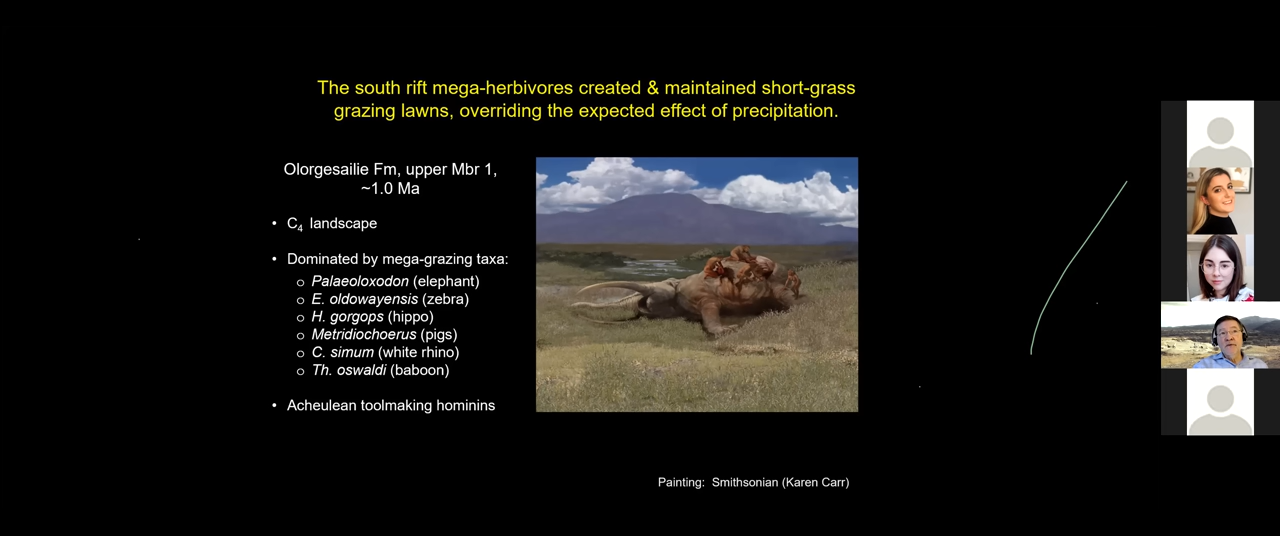 The south rift mega-herbivores created & maintained short-grass
grazing lawns, overriding the expected effect of precipitation.
Olorgesailie Fm, upper Mbr 1,
~1.0 Ma
• C₄ landscape
• Dominated by mega-grazing taxa:
o Palaeoloxodon (elephant)
o E. oldowayensis (zebra)
o H. gorgops (hippo)
o Metridiochoerus (pigs)
o C. simum (white rhino)
o Th. oswaldi (baboon)
• Acheulean toolmaking hominins
Painting: Smithsonian (Karen Carr)